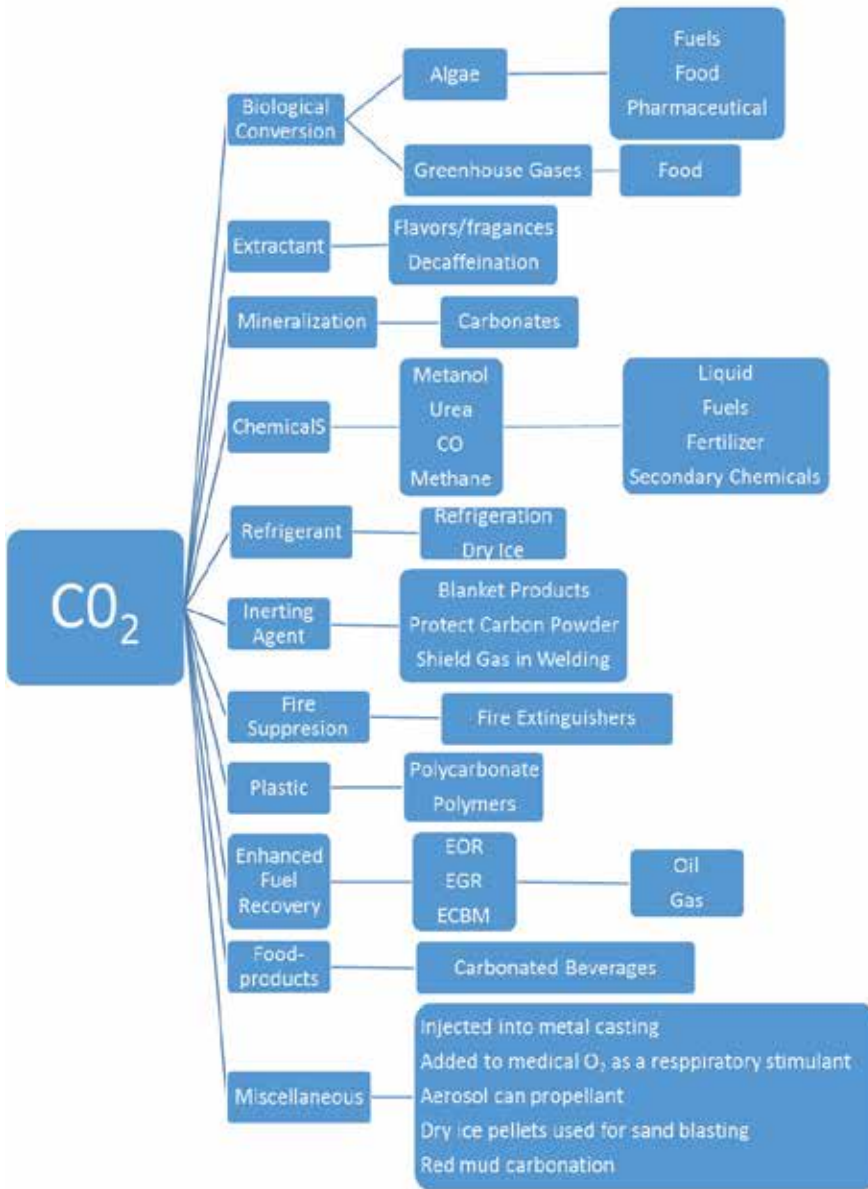 CO₂
Biological
Conversion
Algae
Fuels
Food
Pharmaceutical
Greenhouse Gases
Food
Extractant
Flavors/fragances
Decaffeination
Mineralization
Carbonates
ChemicalS
Metanol
Urea
CO
Methane
Liquid
Fuels
Fertilizer
Secondary Chemicals
Refrigerant
Refrigeration
Dry Ice
Inerting
Agent
Blanket Products
Protect Carbon Powder
Shield Gas in Welding
Fire
Suppresion
Fire Extinguishers
Plastic
Polycarbonate
Polymers
Enhanced
Fuel
Recovery
EOR
EGR
ECBM
Oil
Gas
Food-
products
Carbonated Beverages
Miscellaneous
Injected into metal casting
Added to medical O₂ as a resppiratory stimulant
Aerosol can propellant
Dry ice pellets used for sand blasting
Red mud carbonation